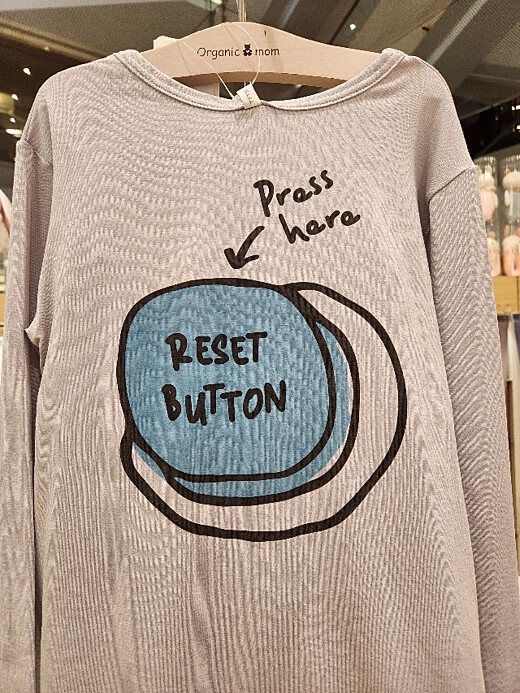 Organic mom
Press
here
RESET
BUTTON